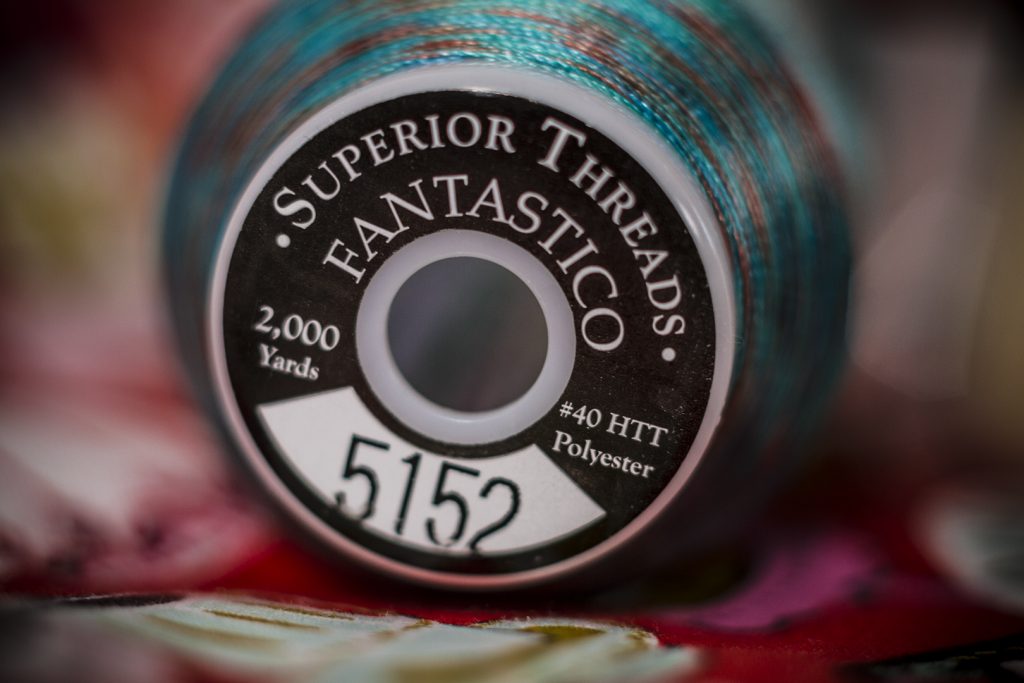 • SUPERIOR THREADS •
FANTASTICO
2,000
Yards
#40 HTT
Polyester
5152